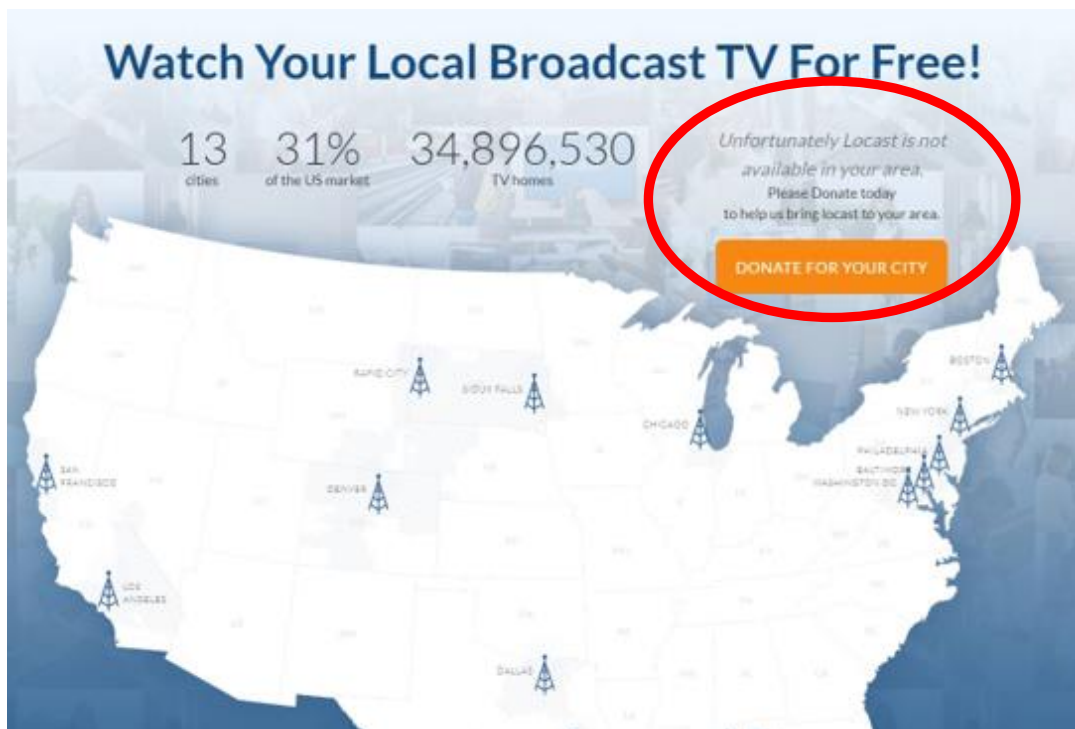 Watch Your Local Broadcast TV For Free!
13
cities
31%
of the US market
34,896,530
TV homes
Unfortunately Locast is not
available in your area.
Please Donate today
to help us bring locast to your area.
DONATE FOR YOUR CITY
BOSTON
RAPID CITY
SIOUX FALLS
NEW YORK
CHICAGO
PHILADELPHIA
BALTIMORE
WASHINGTON DC
SAN
FRANCISCO
DENVER
LOS
ANGELES
DALLAS